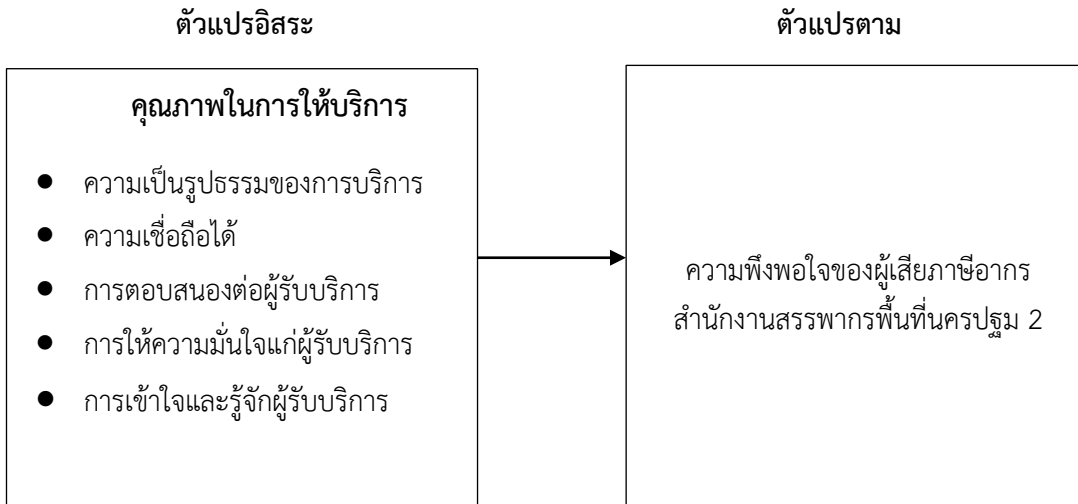 ตัวแปรอิสระ
ตัวแปรตาม
คุณภาพในการให้บริการ
● ความเป็นรูปธรรมของการบริการ
● ความเชื่อถือได้
● การตอบสนองต่อผู้รับบริการ
● การให้ความมั่นใจแก่ผู้รับบริการ
● การเข้าใจและรู้จักผู้รับบริการ
ความพึงพอใจของผู้เสียภาษีอากร
สำนักงานสรรพากรพื้นที่นครปฐม 2